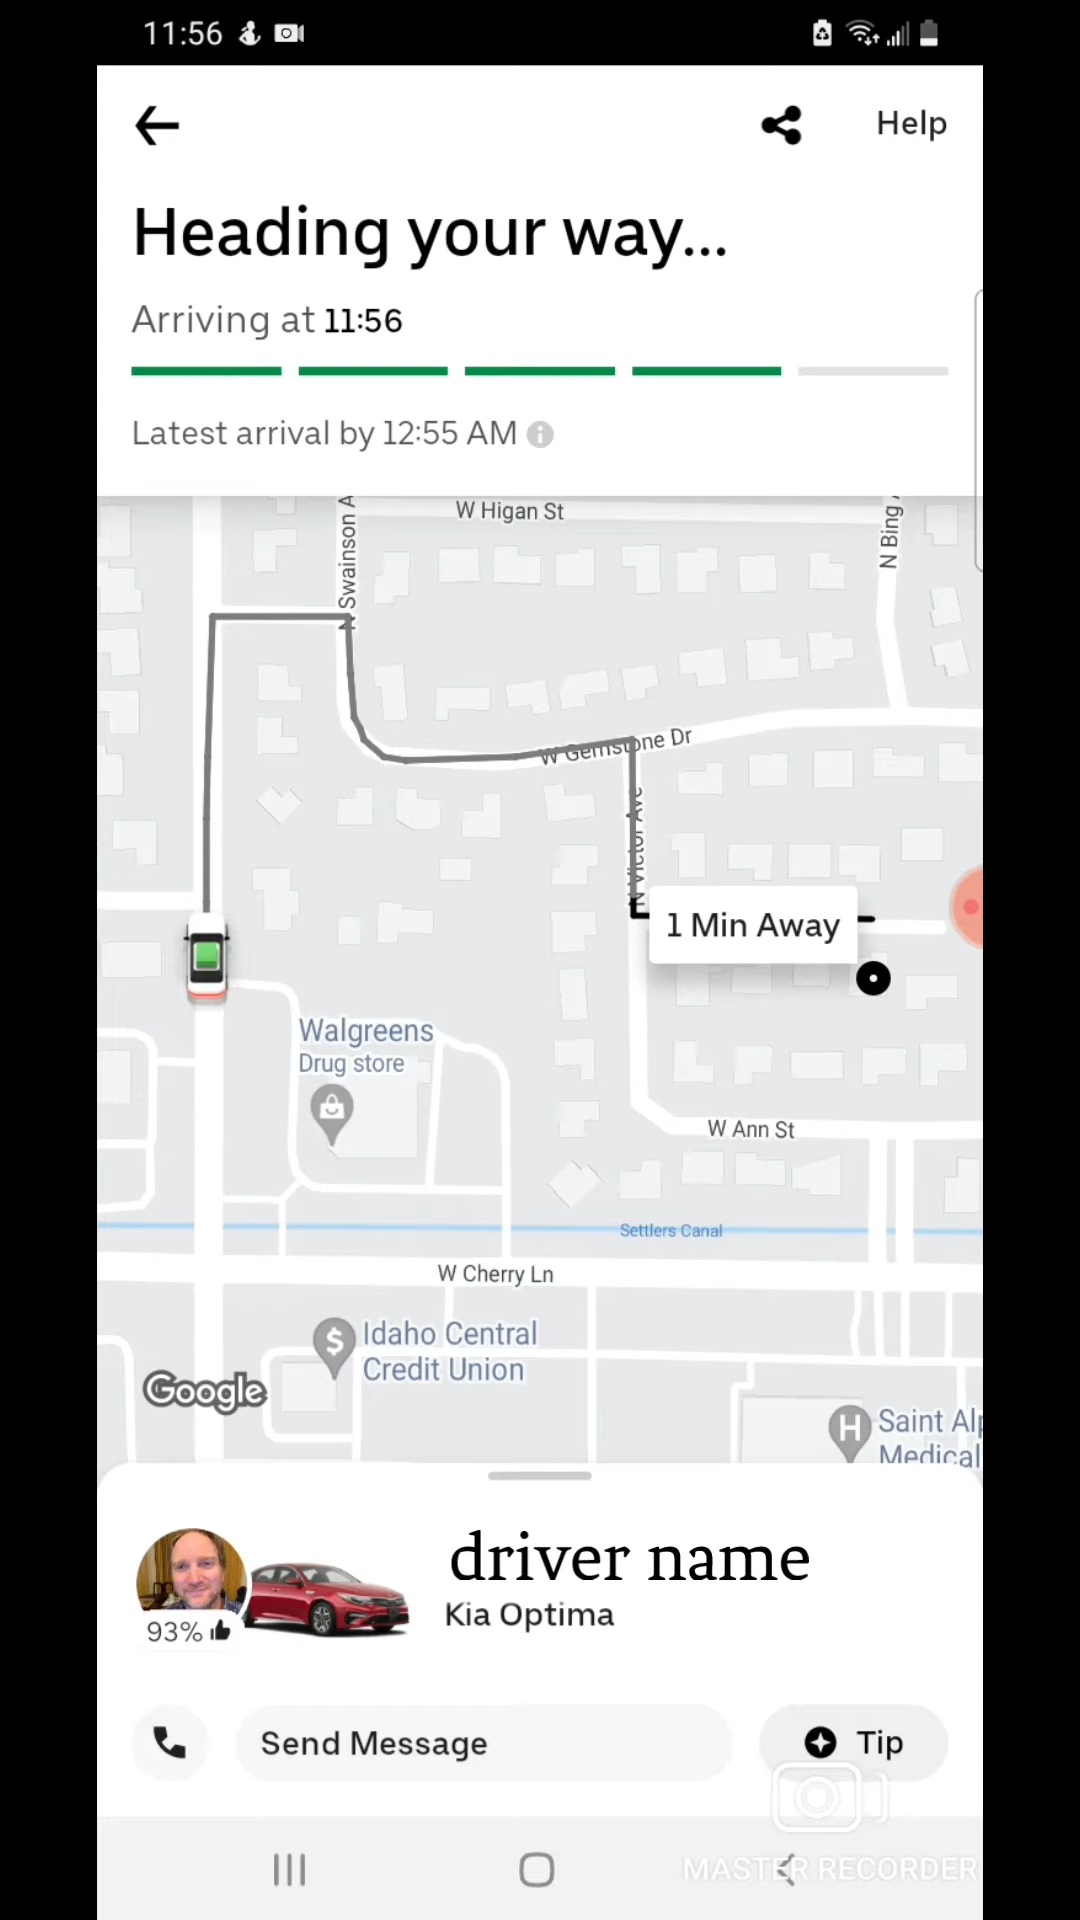 11:56
Help
Heading your way...
Arriving at 11:56
Latest arrival by 12:55 AM
W Higan St
N Swainson A
N Bing A
W Gemstone Dr
N Victor Ave
1 Min Away
Walgreens
Drug store
W Ann St
Settlers Canal
W Cherry Ln
Idaho Central
Credit Union
Google
H
Saint Alp
Medical
driver name
Kia Optima
93%
Send Message
Tip
MASTER RECORDER